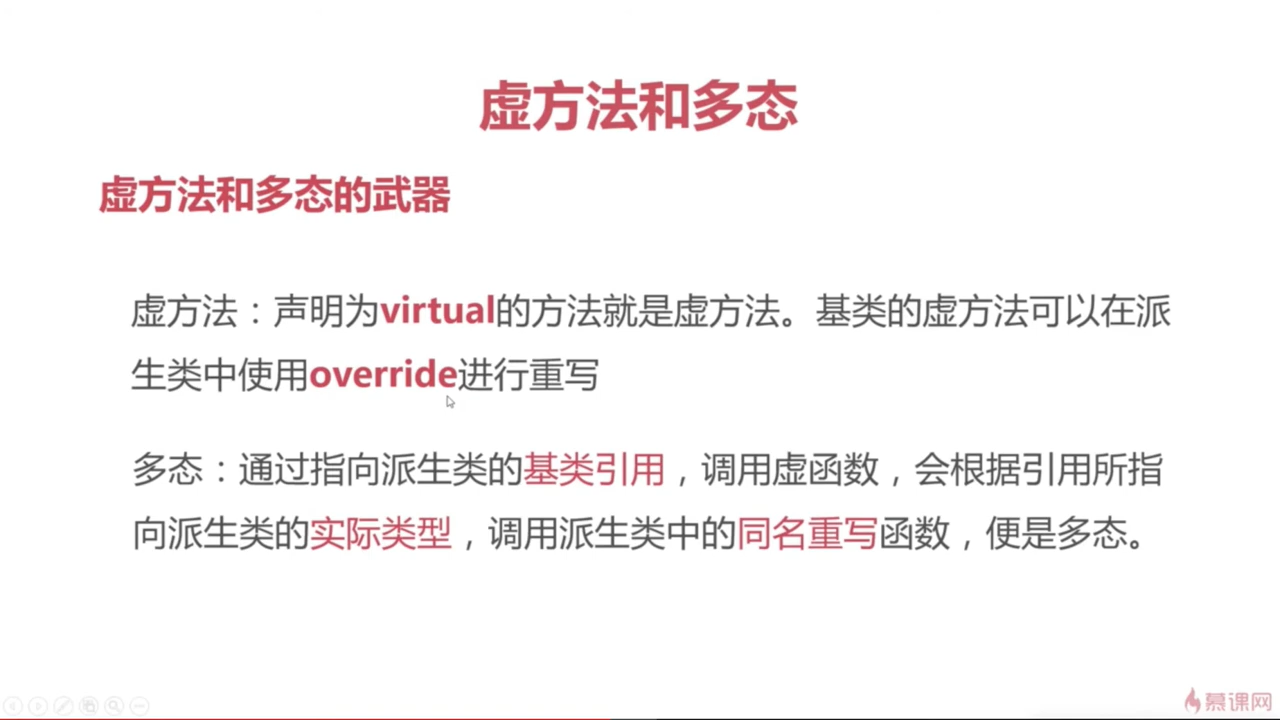 虚方法和多态
虚方法和多态的武器
虚方法：声明为virtual的方法就是虚方法。基类的虚方法可以在派
生类中使用override进行重写
多态：通过指向派生类的基类引用，调用虚函数，会根据引用所指
向派生类的实际类型，调用派生类中的同名重写函数，便是多态。
慕课网